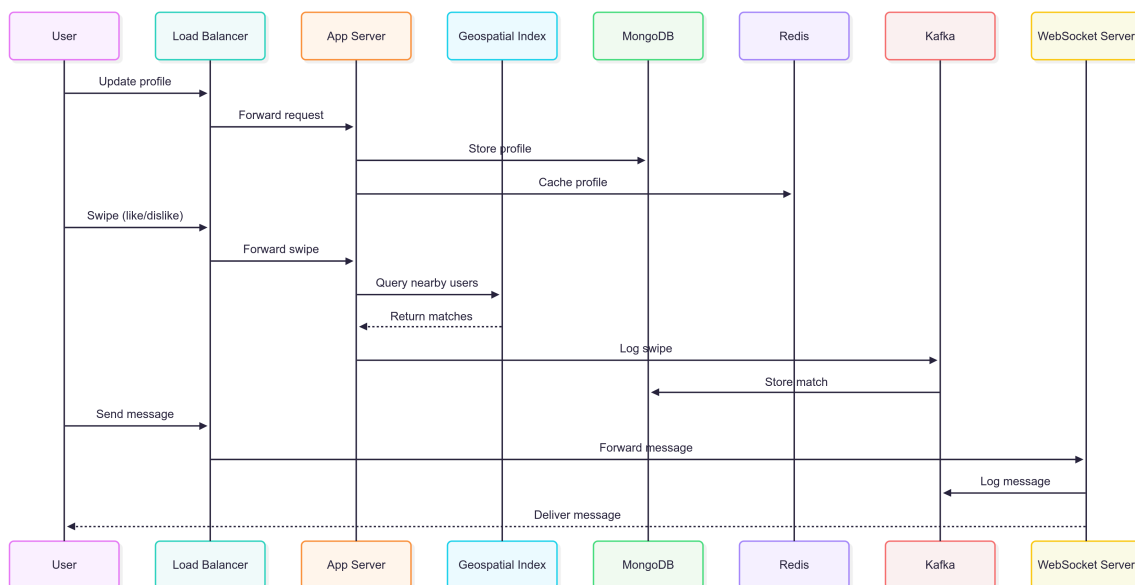 User
Load Balancer
App Server
Geospatial Index
MongoDB
Redis
Kafka
WebSocket Server
Update profile
Forward request
Store profile
Cache profile
Swipe (like/dislike)
Forward swipe
Query nearby users
Return matches
Log swipe
Store match
Send message
Forward message
Log message
Deliver message
User
Load Balancer
App Server
Geospatial Index
MongoDB
Redis
Kafka
WebSocket Server